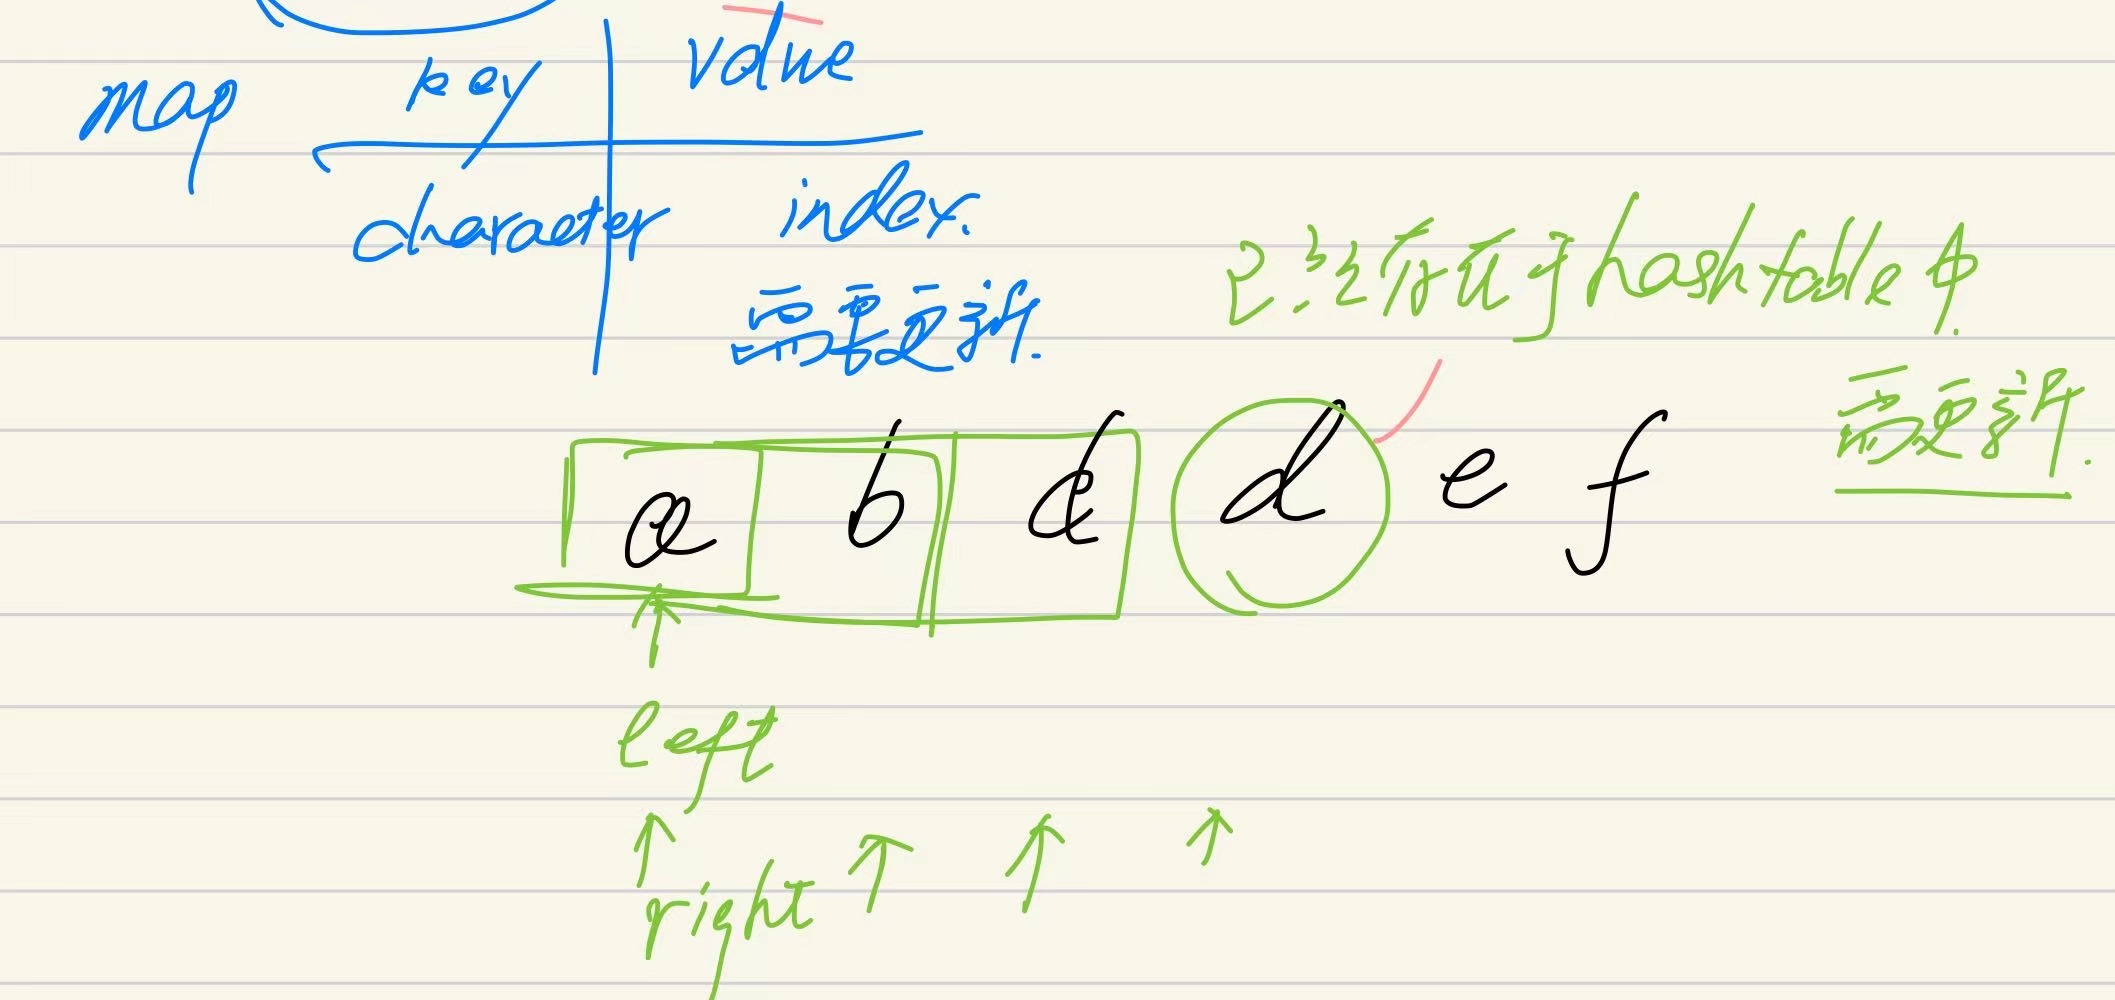 map key value
character index.
需要更新.
已经存在于hashtable中.
需更新.
a b d d e f
left
right